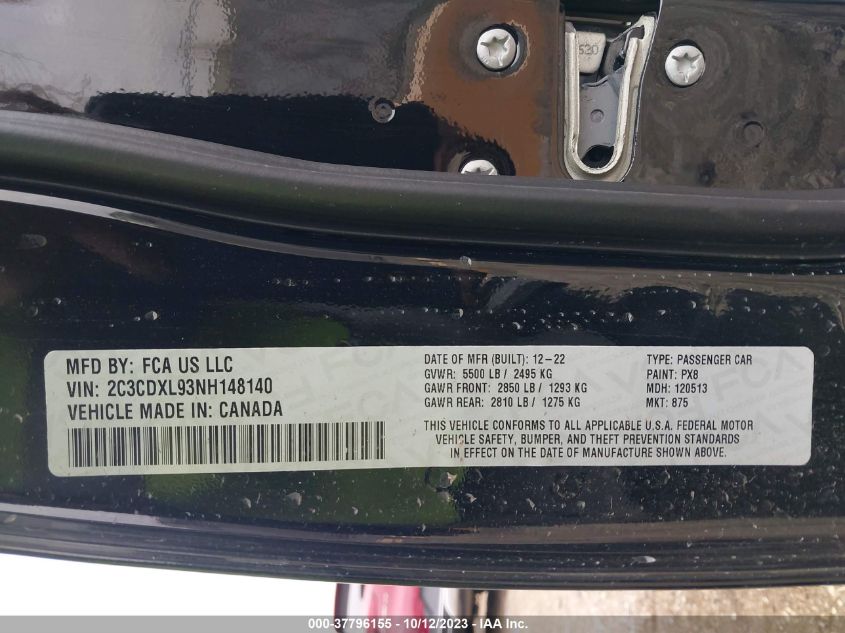 520
MFD BY: FCA US LLC
VIN: 2C3CDXL93NH148140
VEHICLE MADE IN: CANADA
DATE OF MFR (BUILT): 12-22
GVWR: 5500 LB / 2495 KG
GAWR FRONT: 2850 LB / 1293 KG
GAWR REAR: 2810 LB / 1275 KG
TYPE: PASSENGER CAR
PAINT: PX8
MDH: 120513
MKT: 875
THIS VEHICLE CONFORMS TO ALL APPLICABLE U.S.A. FEDERAL MOTOR
VEHICLE SAFETY, BUMPER, AND THEFT PREVENTION STANDARDS
IN EFFECT ON THE DATE OF MANUFACTURE SHOWN ABOVE.
000-37796155 - 10/12/2023 - IAA Inc.